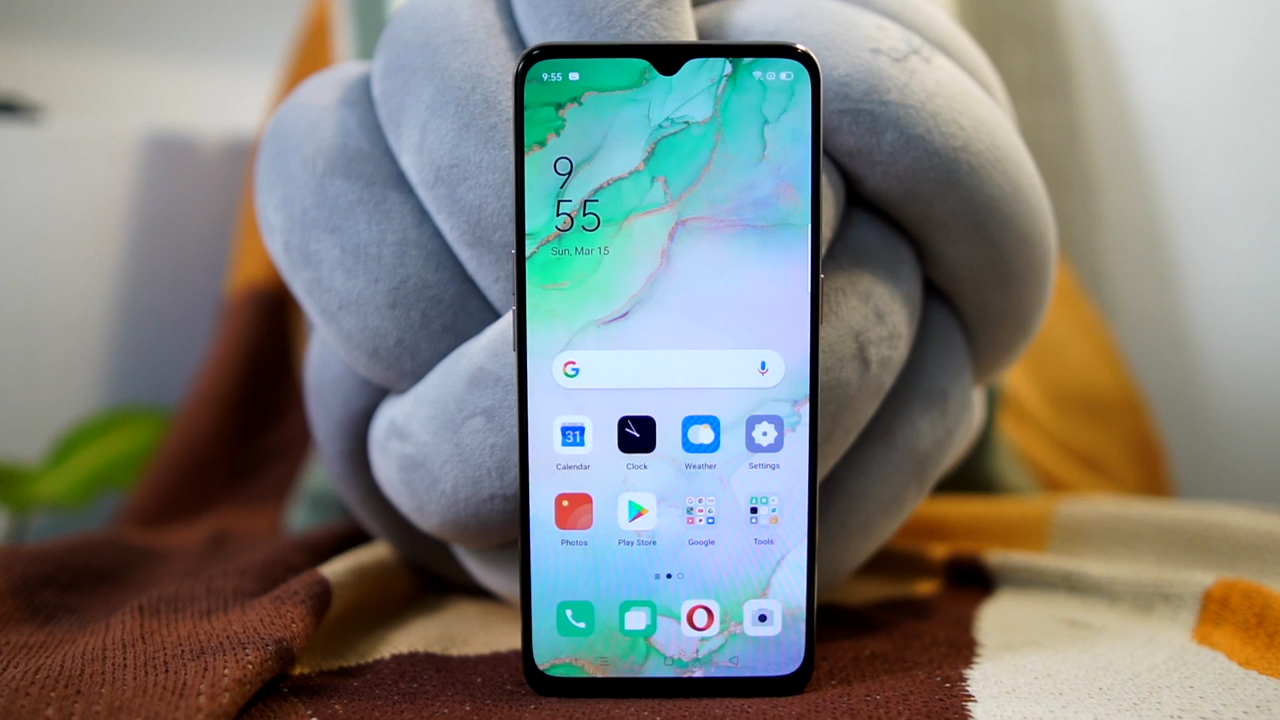 9:55
9
55
Sun, Mar 15
G
31
Calendar
Clock
Weather
Settings
Photos
Play Store
Google
Tools